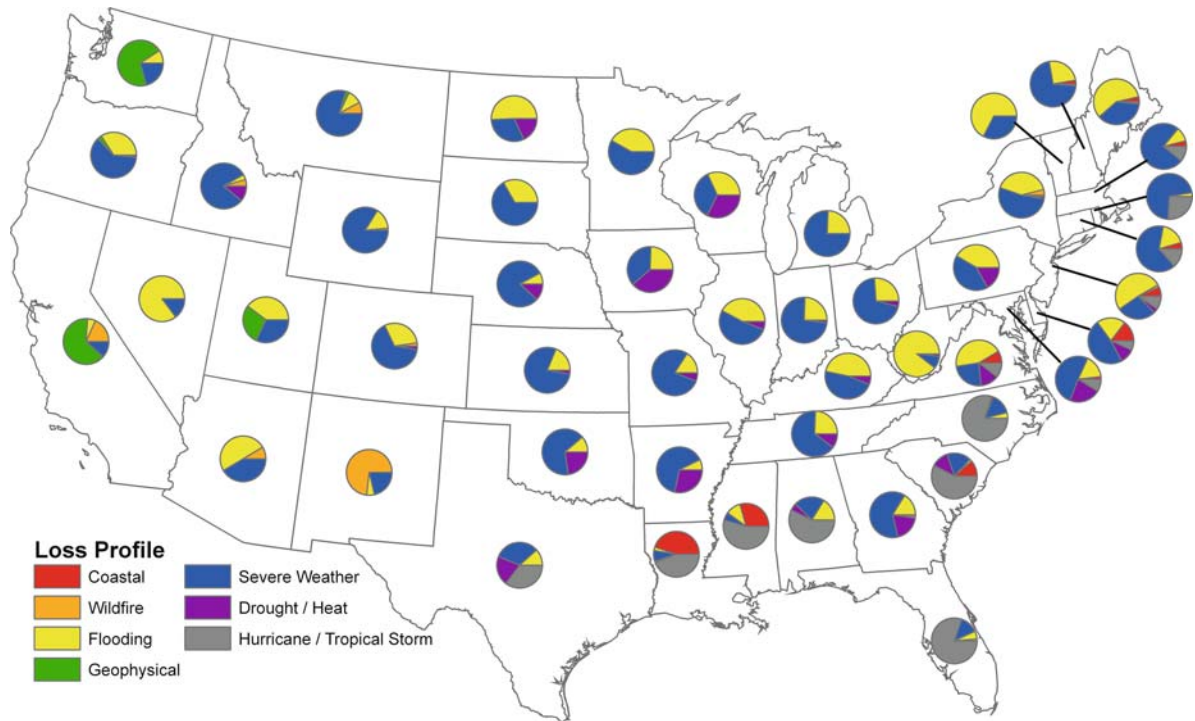 Loss Profile
Coastal
Wildfire
Flooding
Geophysical
Severe Weather
Drought / Heat
Hurricane / Tropical Storm